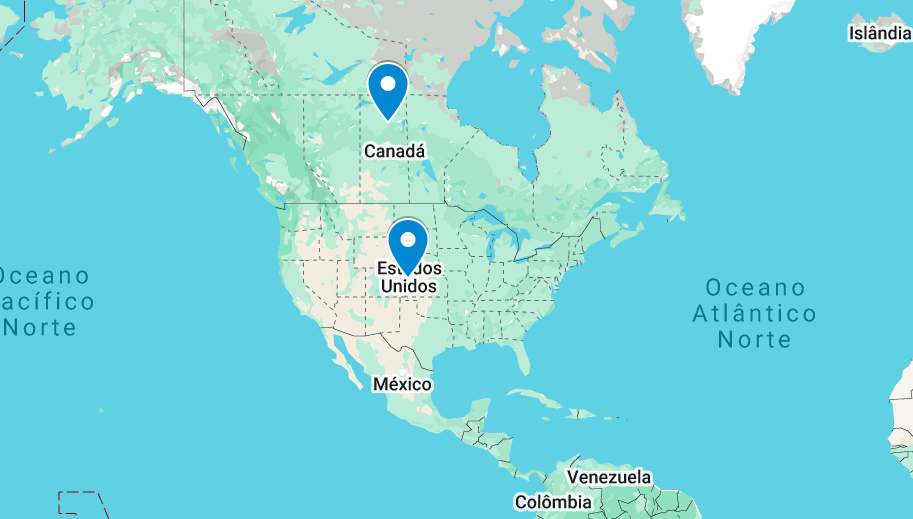 Islândia
Canadá
Estados
Unidos
Oceano
acífico
Norte
Oceano
Atlântico
Norte
México
Venezuela
Colômbia